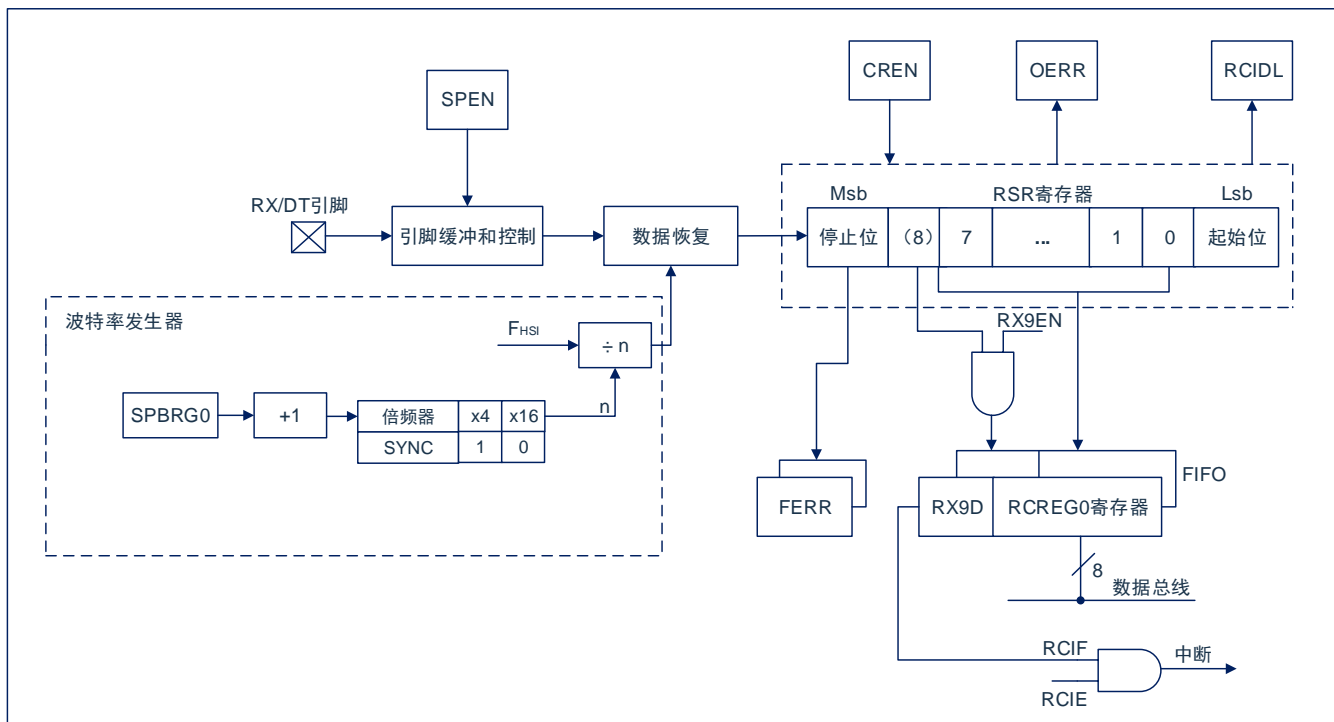 CREN
OERR
RCIDL
SPEN
Msb
RSR寄存器
Lsb
RX/DT引脚
引脚缓冲和控制
数据恢复
停止位
(8)
7
...
1
0
起始位
波特率发生器
FHSI
÷ n
RX9EN
SPBRG0
+1
倍频器
x4
x16
n
SYNC
1
0
FIFO
FERR
RX9D
RCREG0寄存器
8
数据总线
RCIF
中断
RCIE